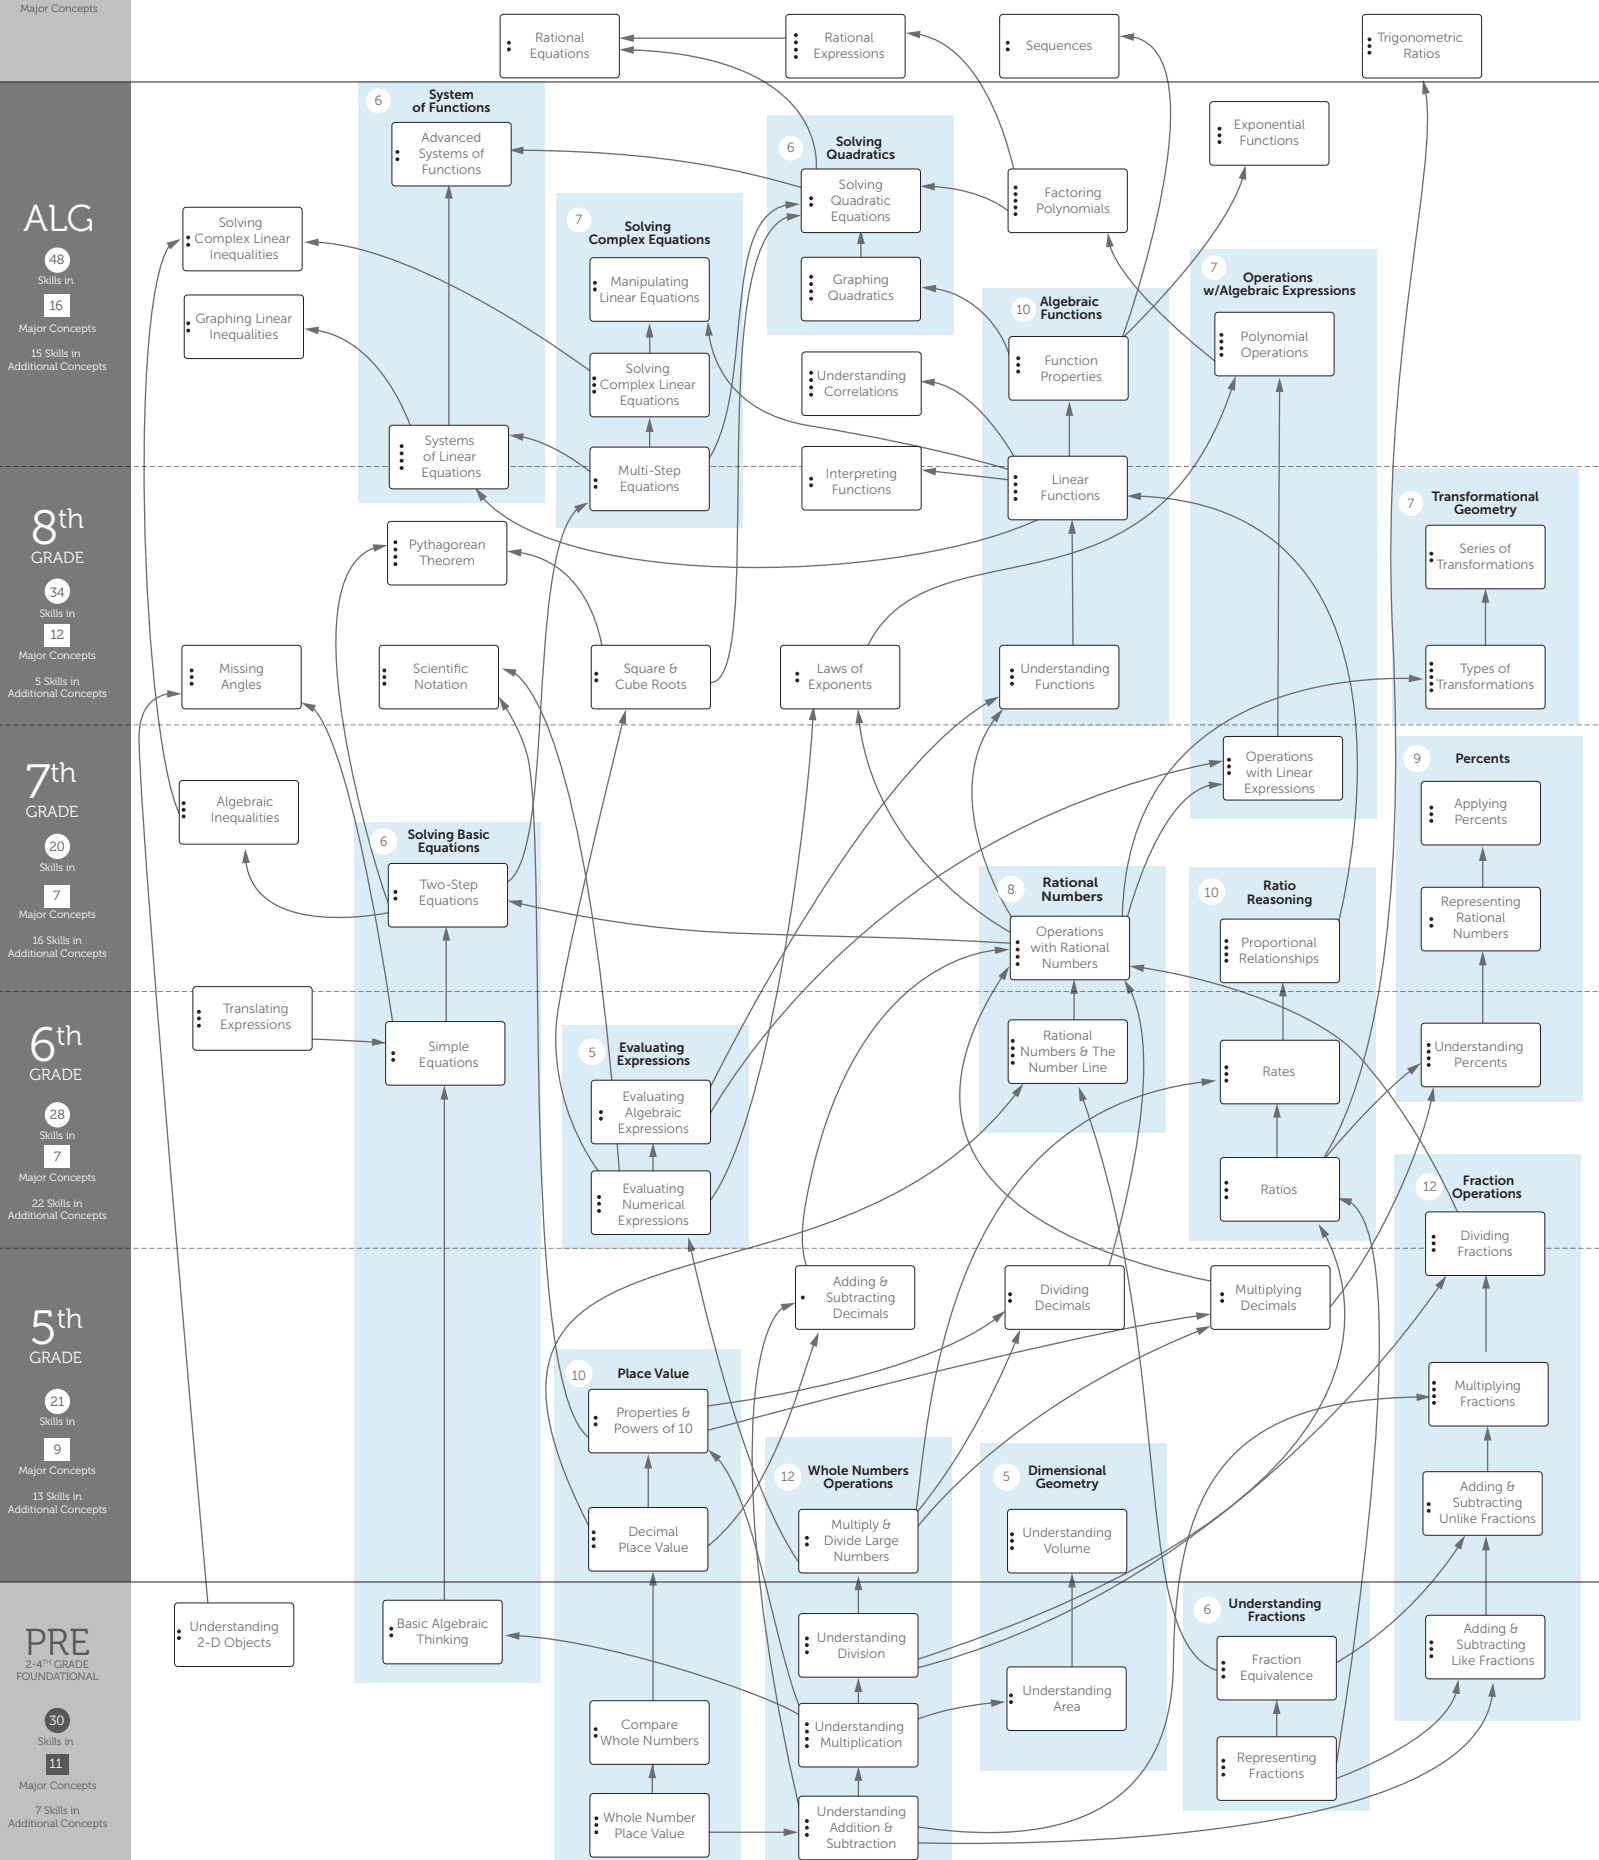 Major Concepts
Rational
Equations
Rational
Expressions
Sequences
Trigonometric
Ratios
ALG
48
Skills in
16
Major Concepts
15 Skills in
Additional Concepts
6
System
of Functions
Advanced
Systems of
Functions
Exponential
Functions
6
Solving
Quadratics
Solving
Quadratic
Equations
Factoring
Polynomials
Solving
Complex Linear
Inequalities
7
Solving
Complex Equations
Manipulating
Linear Equations
Graphing
Quadratics
10
Algebraic
Functions
7
Operations
w/Algebraic Expressions
Graphing Linear
Inequalities
Polynomial
Operations
Function
Properties
Solving
Complex Linear
Equations
Understanding
Correlations
Systems
of Linear
Equations
Multi-Step
Equations
Interpreting
Functions
Linear
Functions
8th
GRADE
34
Skills in
12
Major Concepts
5 Skills in
Additional Concepts
7
Transformational
Geometry
Pythagorean
Theorem
Series of
Transformations
Missing
Angles
Scientific
Notation
Square &
Cube Roots
Laws of
Exponents
Understanding
Functions
Types of
Transformations
7th
GRADE
20
Skills in
7
Major Concepts
16 Skills in
Additional Concepts
Operations
with Linear
Expressions
9
Percents
Algebraic
Inequalities
Applying
Percents
6
Solving Basic
Equations
Two-Step
Equations
8
Rational
Numbers
10
Ratio
Reasoning
Representing
Rational
Numbers
Operations
with Rational
Numbers
Proportional
Relationships
6th
GRADE
28
Skills in
7
Major Concepts
22 Skills in
Additional Concepts
Translating
Expressions
Simple
Equations
5
Evaluating
Expressions
Rational
Numbers & The
Number Line
Rates
Understanding
Percents
Evaluating
Algebraic
Expressions
Evaluating
Numerical
Expressions
Ratios
12
Fraction
Operations
Dividing
Fractions
5th
GRADE
21
Skills in
9
Major Concepts
13 Skills in
Additional Concepts
Adding &
Subtracting
Decimals
Dividing
Decimals
Multiplying
Decimals
10
Place Value
Multiplying
Fractions
Properties &
Powers of 10
12
Whole Numbers
Operations
5
Dimensional
Geometry
Adding &
Subtracting
Unlike Fractions
Decimal
Place Value
Multiply &
Divide Large
Numbers
Understanding
Volume
PRE
2-4TH GRADE
FOUNDATIONAL
30
Skills in
11
Major Concepts
7 Skills in
Additional Concepts
Understanding
2-D Objects
Basic Algebraic
Thinking
Understanding
Division
6
Understanding
Fractions
Adding &
Subtracting
Like Fractions
Fraction
Equivalence
Understanding
Area
Compare
Whole Numbers
Understanding
Multiplication
Representing
Fractions
Whole Number
Place Value
Understanding
Addition &
Subtraction